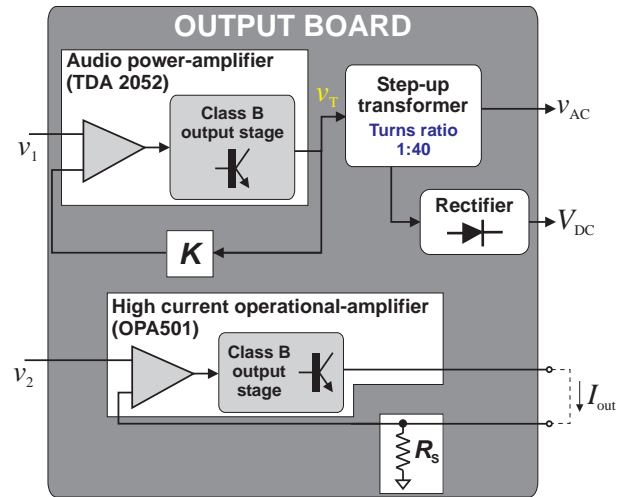 OUTPUT BOARD
Audio power-amplifier
(TDA 2052)
Class B
output stage
v1
K
vT
Step-up
transformer
Turns ratio
1:40
vAC
Rectifier
VDC
High current operational-amplifier
(OPA501)
Class B
output
stage
v2
Iout
RS